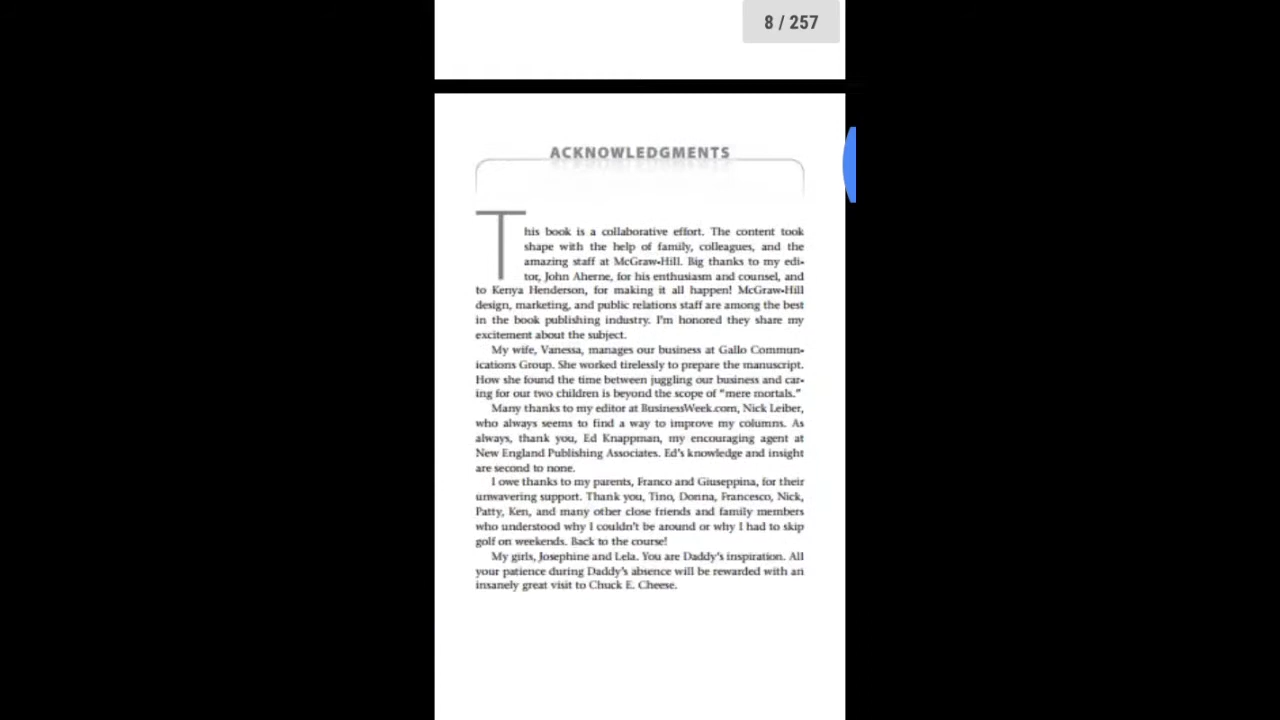 8 / 257
ACKNOWLEDGMENTS
This book is a collaborative effort. The content took
shape with the help of family, colleagues, and the
amazing staff at McGraw-Hill. Big thanks to my edi-
tor, John Aherne, for his enthusiasm and counsel, and
to Kenya Henderson, for making it all happen! McGraw-Hill
design, marketing, and public relations staff are among the best
in the book publishing industry. I'm honored they share my
excitement about the subject.
My wife, Vanessa, manages our business at Gallo Commun-
ications Group. She worked tirelessly to prepare the manuscript.
How she found the time between juggling our business and car-
ing for our two children is beyond the scope of "mere mortals."
Many thanks to my editor at BusinessWeek.com, Nick Leiber,
who always seems to find a way to improve my columns. As
always, thank you, Ed Knappman, my encouraging agent at
New England Publishing Associates. Ed's knowledge and insight
are second to none.
I owe thanks to my parents, Franco and Giuseppina, for their
unwavering support. Thank you, Tino, Donna, Francesco, Nick,
Patty, Ken, and many other close friends and family members
who understood why I couldn't be around or why I had to skip
golf on weekends. Back to the course!
My girls, Josephine and Lela. You are Daddy's inspiration. All
your patience during Daddy's absence will be rewarded with an
insanely great visit to Chuck E. Cheese.